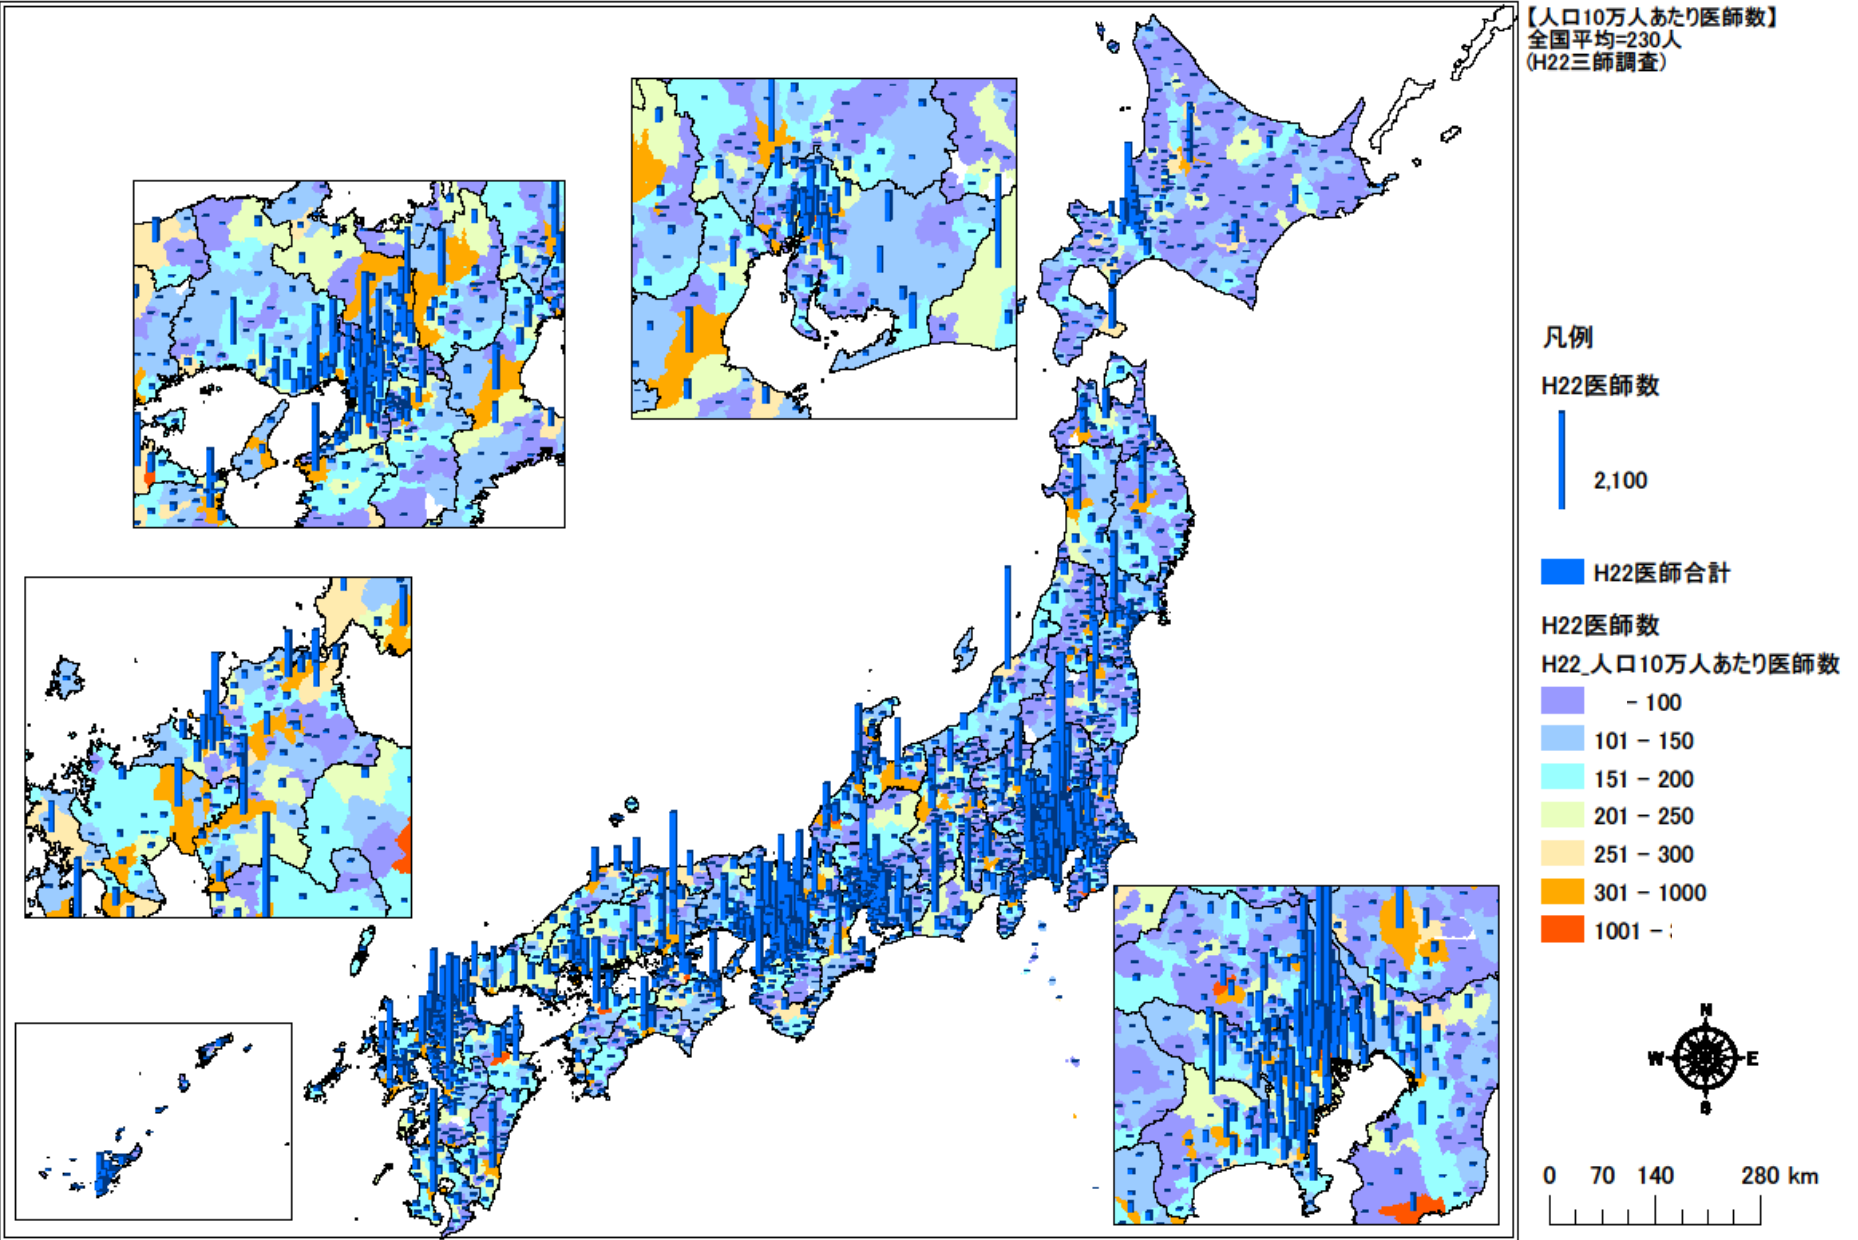 【人口10万人あたり医師数】
全国平均=230人
(H22三師調査)
凡例
H22医師数
2,100
H22医師合計
H22医師数
H22_人口10万人あたり医師数
- 100
101 - 150
151 - 200
201 - 250
251 - 300
301 - 1000
1001 -
N
W
E
S
0 70 140 280 km